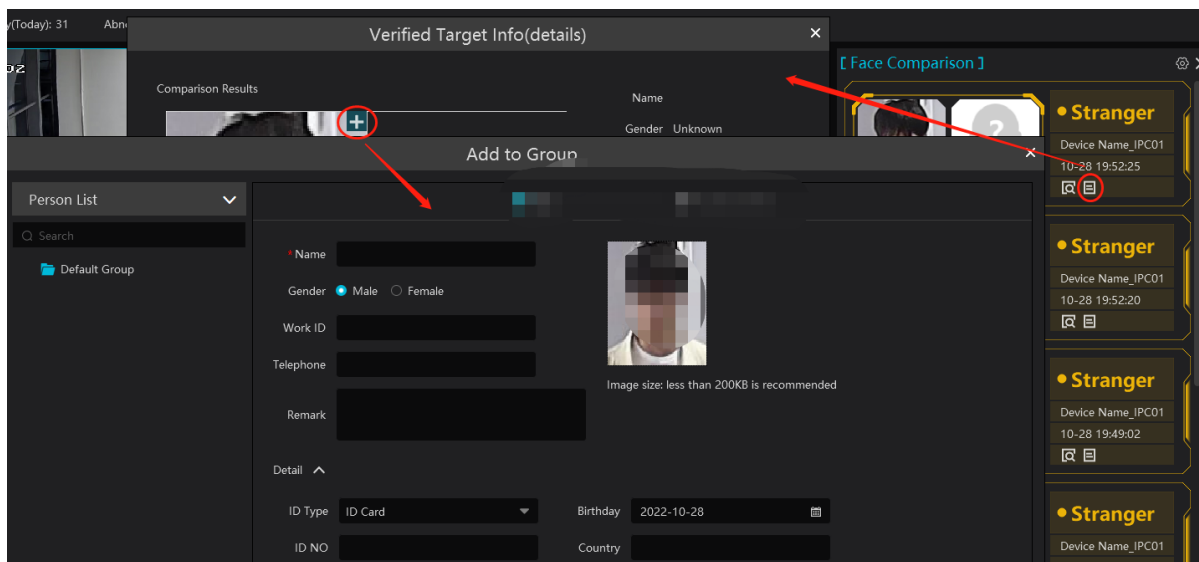 y(Today): 31
Abn
Verified Target Info(details)
[ Face Comparison ]
Comparison Results
Name
Gender Unknown
Stranger
Device Name_IPC01
10-28 19:52:25
Add to Group
Person List
Search
Default Group
* Name
Gender Male Female
Work ID
Telephone
Image size: less than 200KB is recommended
Remark
Detail
ID Type ID Card
Birthday 2022-10-28
ID NO
Country
Stranger
Device Name_IPC01
10-28 19:52:20
Stranger
Device Name_IPC01
10-28 19:49:02
Stranger
Device Name_IPC01